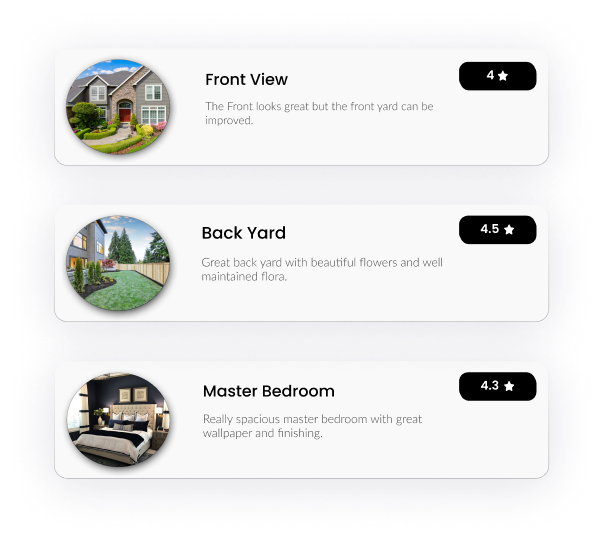 Front View
4
The Front looks great but the front yard can be
improved.
Back Yard
4.5
Great back yard with beautiful flowers and well
maintained flora.
Master Bedroom
4.3
Really spacious master bedroom with great
wallpaper and finishing.